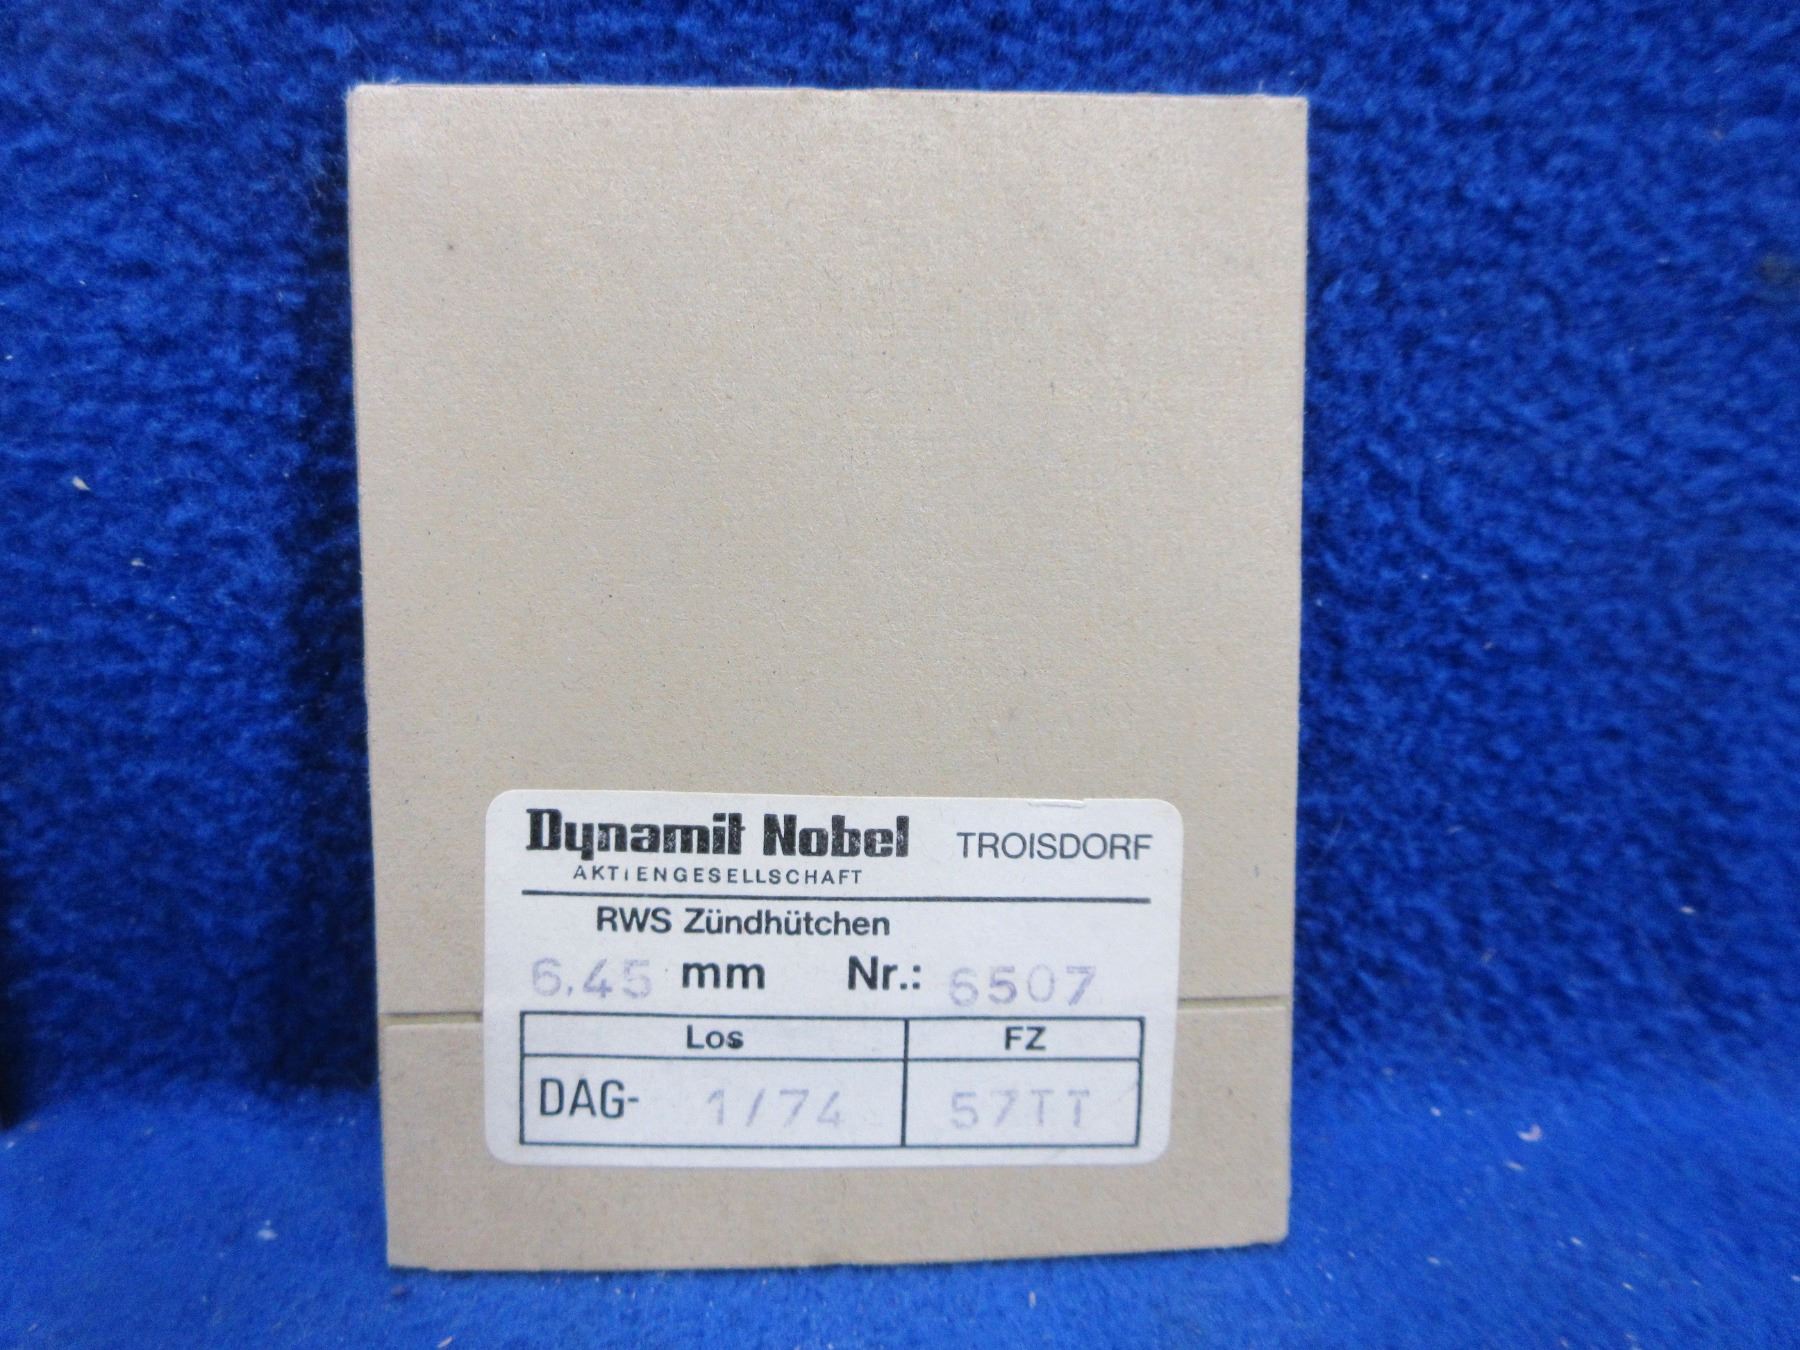 Dynamit Nobel TROISDORF
AKTIENGESELLSCHAFT
RWS Zündhütchen
6.45 mm Nr.: 6507
Los FZ
DAG- 1/74 57TT